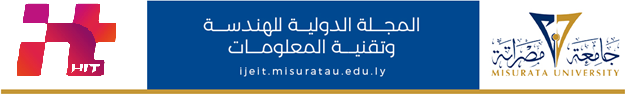 HIT
المجلة الدولية للهندسة
وتقنية المعلومات
ijeit.misuratau.edu.ly
جامعة مصراتة
MISURATA UNIVERSITY